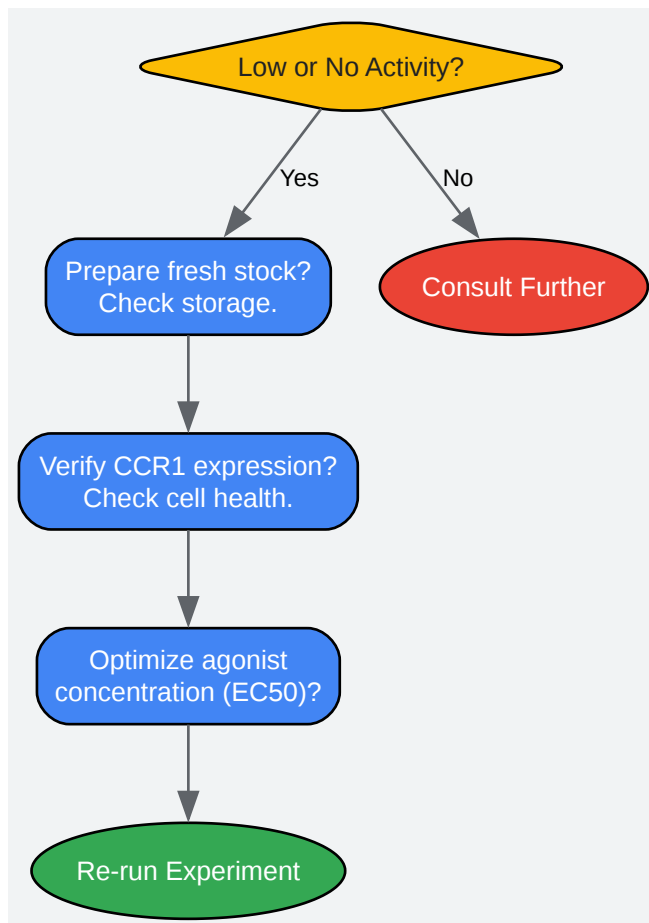 Low or No Activity?
Yes
No
Prepare fresh stock?
Check storage.
Consult Further
Verify CCR1 expression?
Check cell health.
Optimize agonist
concentration (EC50)?
Re-run Experiment